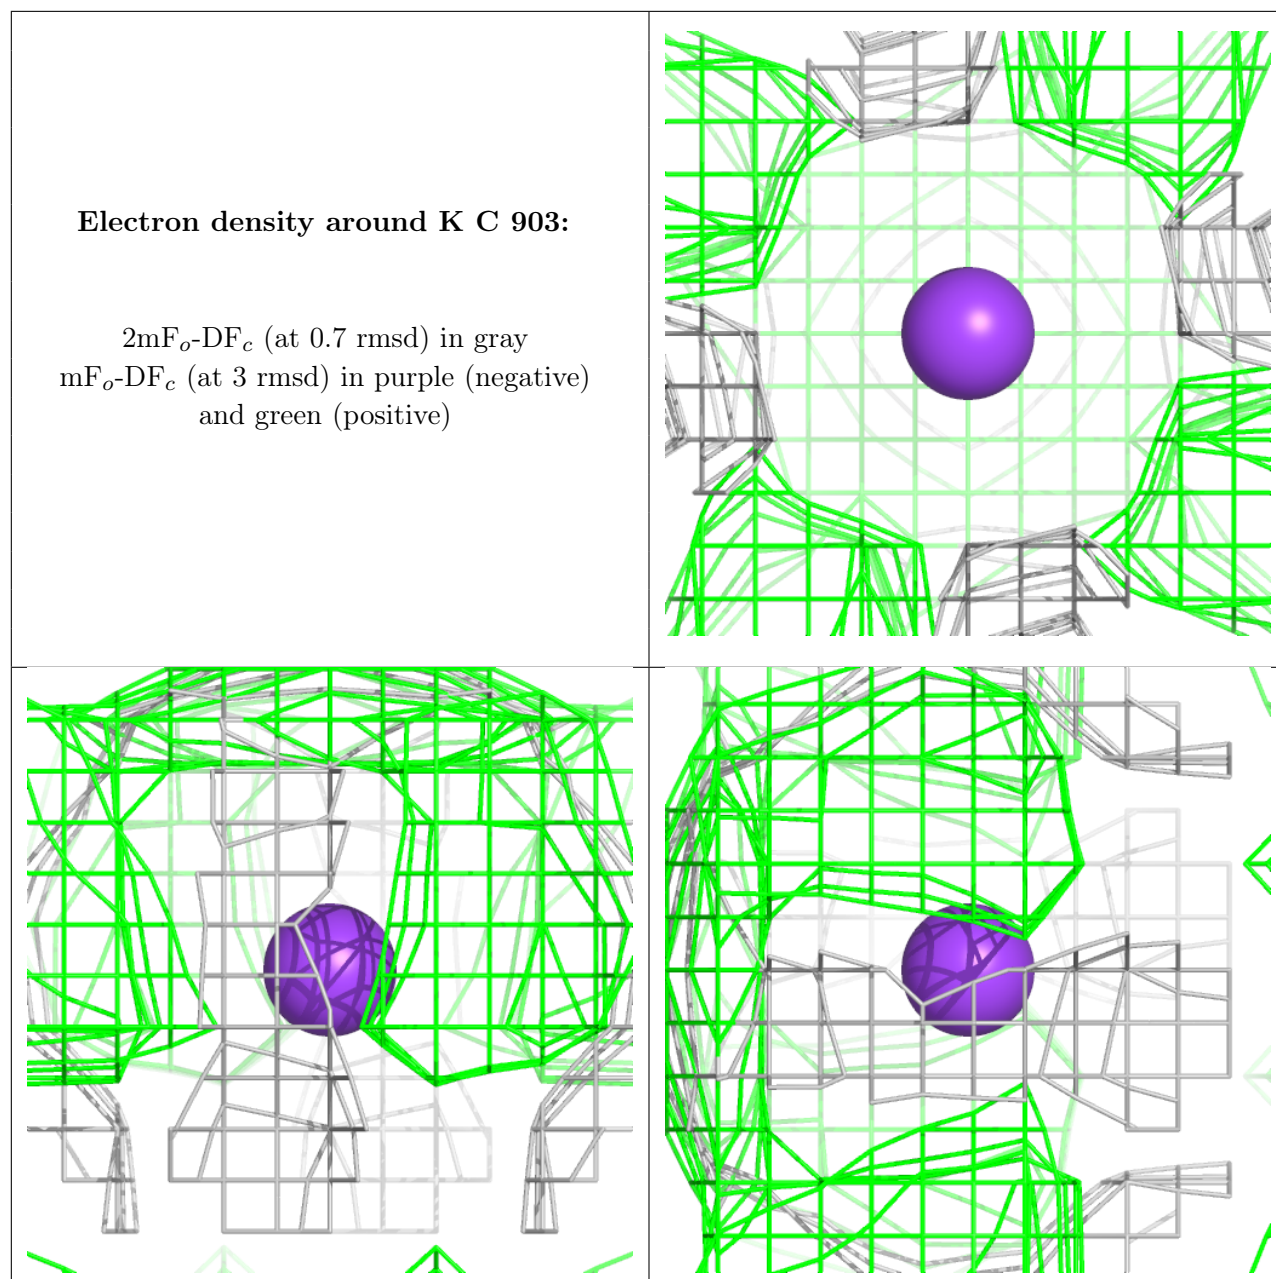 Electron density around K C 903:
2mFₒ-DF𝒸 (at 0.7 rmsd) in gray
mFₒ-DF𝒸 (at 3 rmsd) in purple (negative)
and green (positive)